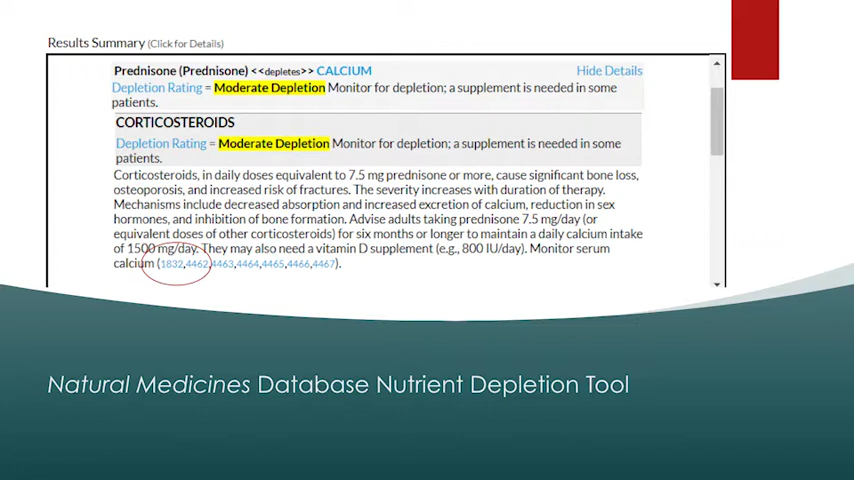 Results Summary (Click for Details)
Prednisone (Prednisone) <<depletes>> CALCIUM Hide Details
Depletion Rating = Moderate Depletion Monitor for depletion; a supplement is needed in some
patients.
CORTICOSTEROIDS
Depletion Rating = Moderate Depletion Monitor for depletion; a supplement is needed in some
patients.
Corticosteroids, in daily doses equivalent to 7.5 mg prednisone or more, cause significant bone loss,
osteoporosis, and increased risk of fractures. The severity increases with duration of therapy.
Mechanisms include decreased absorption and increased excretion of calcium, reduction in sex
hormones, and inhibition of bone formation. Advise adults taking prednisone 7.5 mg/day (or
equivalent doses of other corticosteroids) for six months or longer to maintain a daily calcium intake
of 1500 mg/day. They may also need a vitamin D supplement (e.g., 800 IU/day). Monitor serum
calcium (1832,4462,4463,4464,4465,4466,4467).
Natural Medicines Database Nutrient Depletion Tool